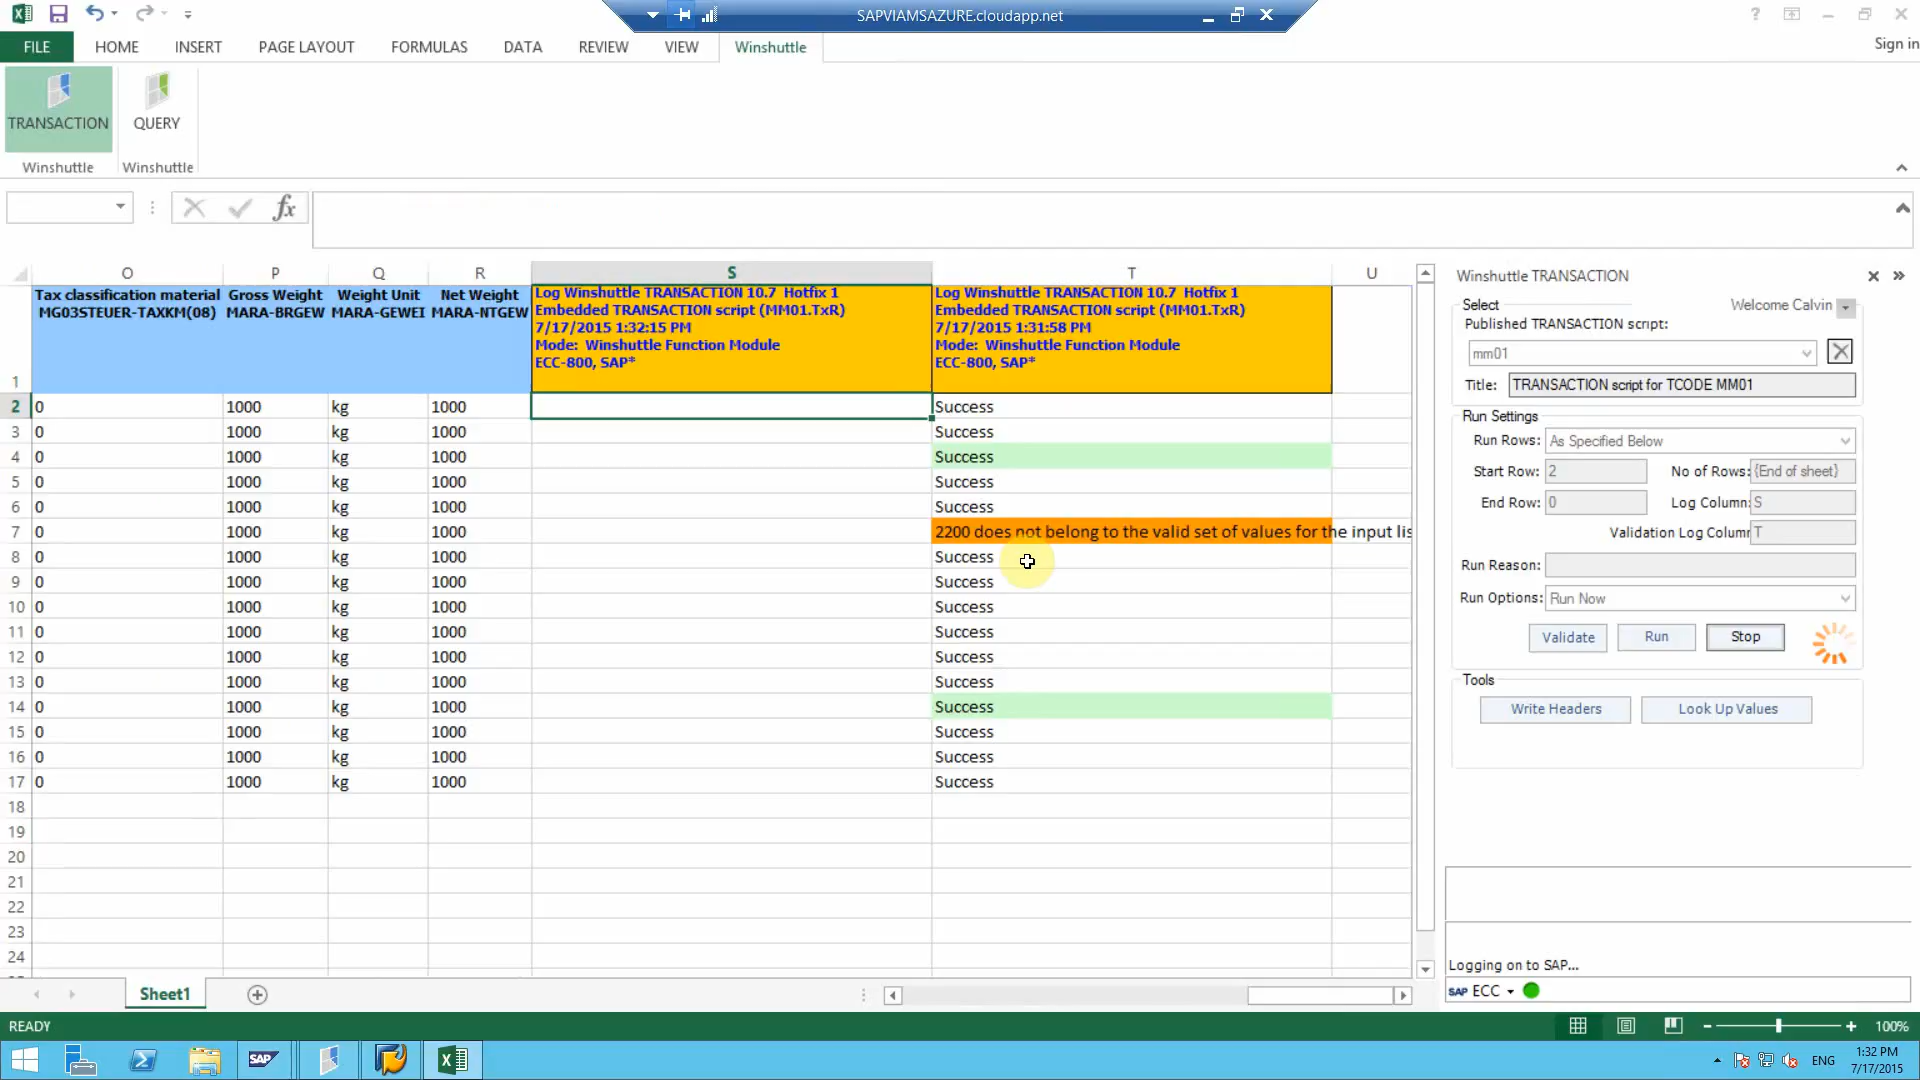 SAPVIAMSAZURE.cloudapp.net
FILE
HOME
INSERT
PAGE LAYOUT
FORMULAS
DATA
REVIEW
VIEW
Winshuttle
Sign in
TRANSACTION
QUERY
Winshuttle
Winshuttle
fx
O P Q R S T U
1
Tax classification material
MG03STEUER-TAXKM(08)
Gross Weight
MARA-BRGEW
Weight Unit
MARA-GEWEI
Net Weight
MARA-NTGEW
Log Winshuttle TRANSACTION 10.7 Hotfix 1
Embedded TRANSACTION script (MM01.TxR)
7/17/2015 1:32:15 PM
Mode: Winshuttle Function Module
ECC-800, SAP*
Log Winshuttle TRANSACTION 10.7 Hotfix 1
Embedded TRANSACTION script (MM01.TxR)
7/17/2015 1:31:58 PM
Mode: Winshuttle Function Module
ECC-800, SAP*
2 0 1000 kg 1000 Success
3 0 1000 kg 1000 Success
4 0 1000 kg 1000 Success
5 0 1000 kg 1000 Success
6 0 1000 kg 1000 Success
7 0 1000 kg 1000 2200 does not belong to the valid set of values for the input lis
8 0 1000 kg 1000 Success
9 0 1000 kg 1000 Success
10 0 1000 kg 1000 Success
11 0 1000 kg 1000 Success
12 0 1000 kg 1000 Success
13 0 1000 kg 1000 Success
14 0 1000 kg 1000 Success
15 0 1000 kg 1000 Success
16 0 1000 kg 1000 Success
17 0 1000 kg 1000 Success
18
19
20
21
22
23
24
Winshuttle TRANSACTION
Select
Welcome Calvin
Published TRANSACTION script:
mm01
Title: TRANSACTION script for TCODE MM01
Run Settings
Run Rows: As Specified Below
Start Row: 2 No of Rows: {End of sheet}
End Row: 0 Log Column: S
Validation Log Column T
Run Reason:
Run Options: Run Now
Validate Run Stop
Tools
Write Headers Look Up Values
Logging on to SAP...
SAP ECC
Sheet1
READY
100%
SAP
ENG
1:32 PM
7/17/2015